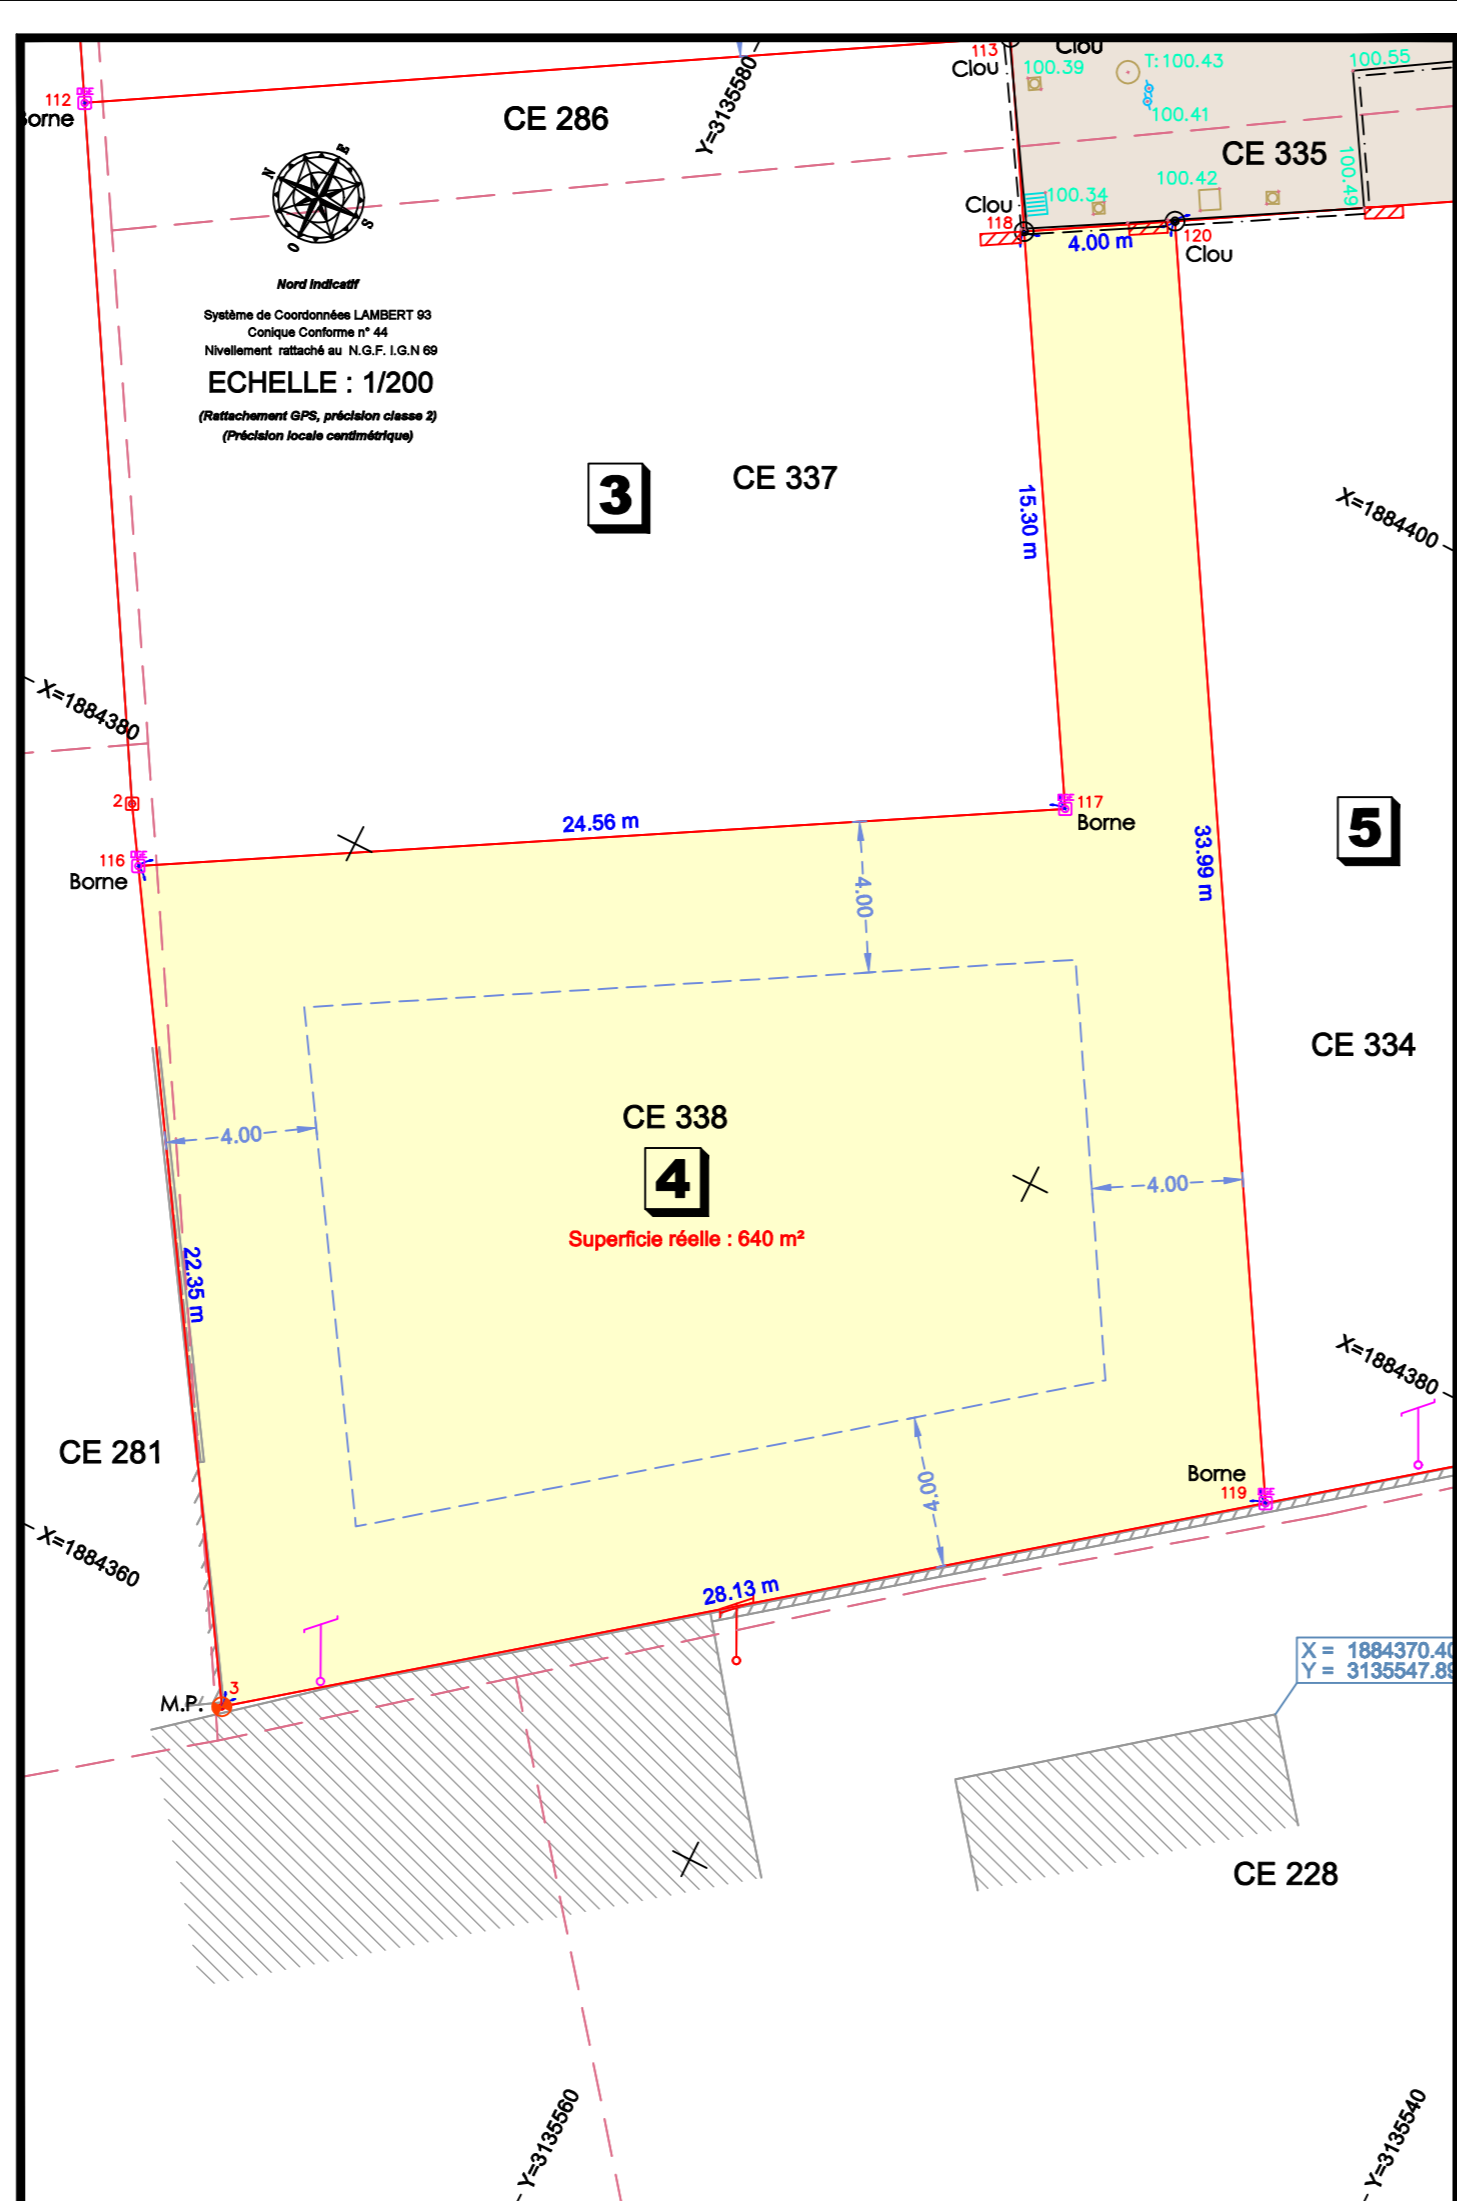 113
Clou
Clou
100.39
T:100.43
100.55
112
Borne
CE 286
Y=3135580
100.41
CE 335
N
E
S
O
100.34
100.42
100.49
Clou
118
4.00 m
120
Clou
Nord indicatif
Système de Coordonnées LAMBERT 93
Conique Conforme n° 44
Nivellement rattaché au N.G.F. I.G.N 69
ECHELLE : 1/200
(Rattachement GPS, précision classe 2)
(Précision locale centimétrique)
3
CE 337
15.30 m
X=1884400
X=1884380
2
24.56 m
117
Borne
5
116
Borne
4.00
33.99 m
CE 334
CE 338
4.00
4
4.00
Superficie réelle : 640 m²
22.35 m
X=1884380
CE 281
Borne
119
4.00
X=1884360
28.13 m
X = 1884370.40
Y = 3135547.89
3
M.P.
CE 228
Y=3135560
Y=3135540